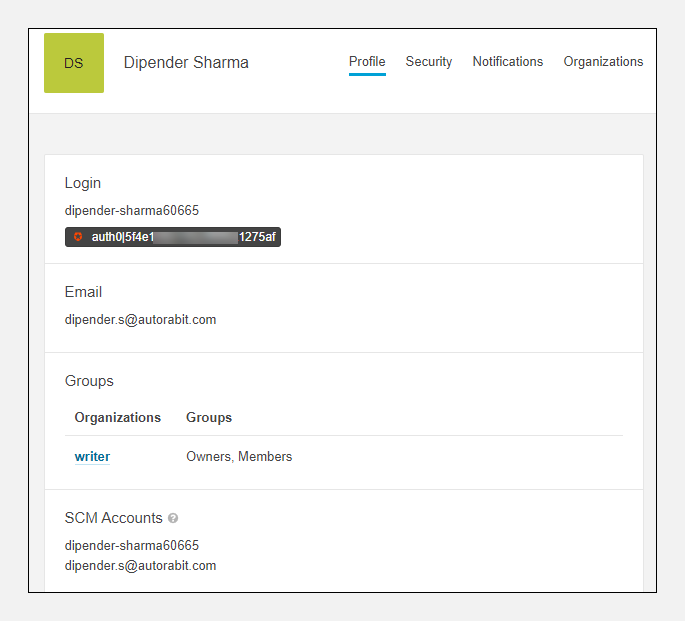 DS
Dipender Sharma
Profile Security Notifications Organizations
Login
dipender-sharma60665
auth0|5f4e1 1275af
Email
dipender.s@autorabit.com
Groups
Organizations Groups
writer Owners, Members
SCM Accounts ?
dipender-sharma60665
dipender.s@autorabit.com